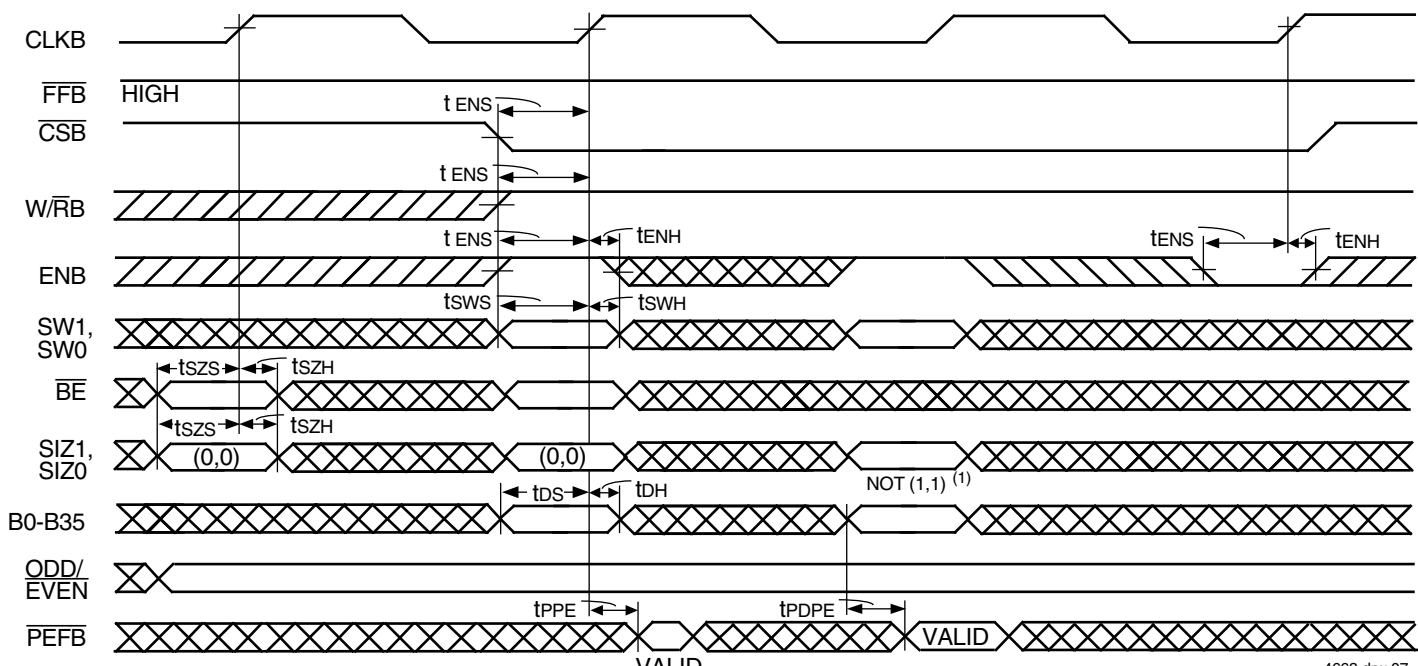 CLKB
FFB HIGH
t ENS
CSB
t ENS
W/RB
t ENS tENH tENS tENH
ENB
tSWS tSWH
SW1,
SW0
tSZS tSZH
BE
tSZS tSZH
SIZ1,
SIZ0
(0,0) (0,0)
NOT (1,1) (1)
tDS tDH
B0-B35
ODD/
EVEN
tPPE tPDPE
PEFB VALID